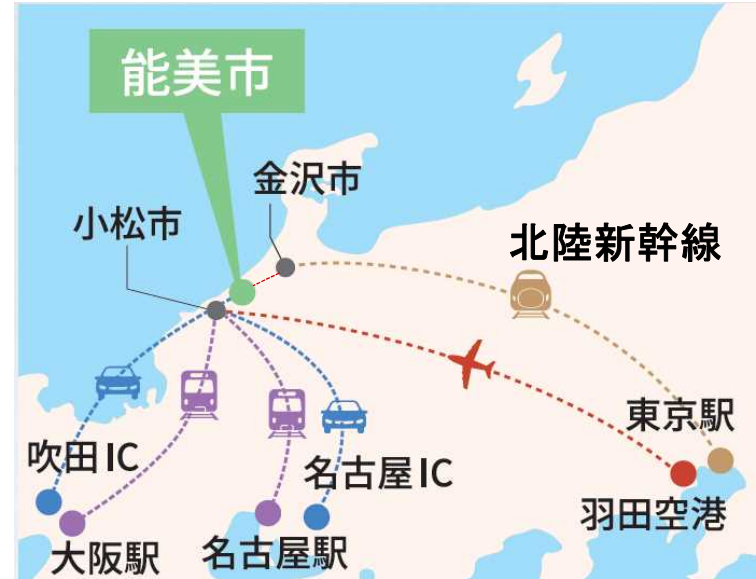 能美市
金沢市
小松市
北陸新幹線
東京駅
吹田IC
名古屋IC
羽田空港
大阪駅
名古屋駅